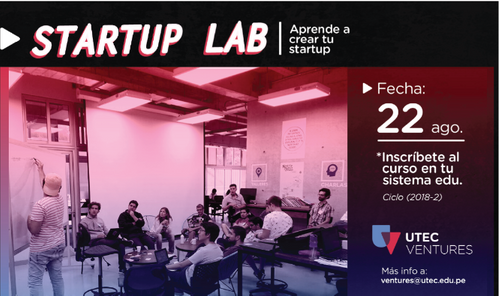 STARTUP LAB
Aprende a
crear tu
startup
Fecha:
22 ago.
*Inscríbete al
curso en tu
sistema edu.
Ciclo (2018-2)
UTEC
VENTURES
Más info a:
ventures@utec.edu.pe